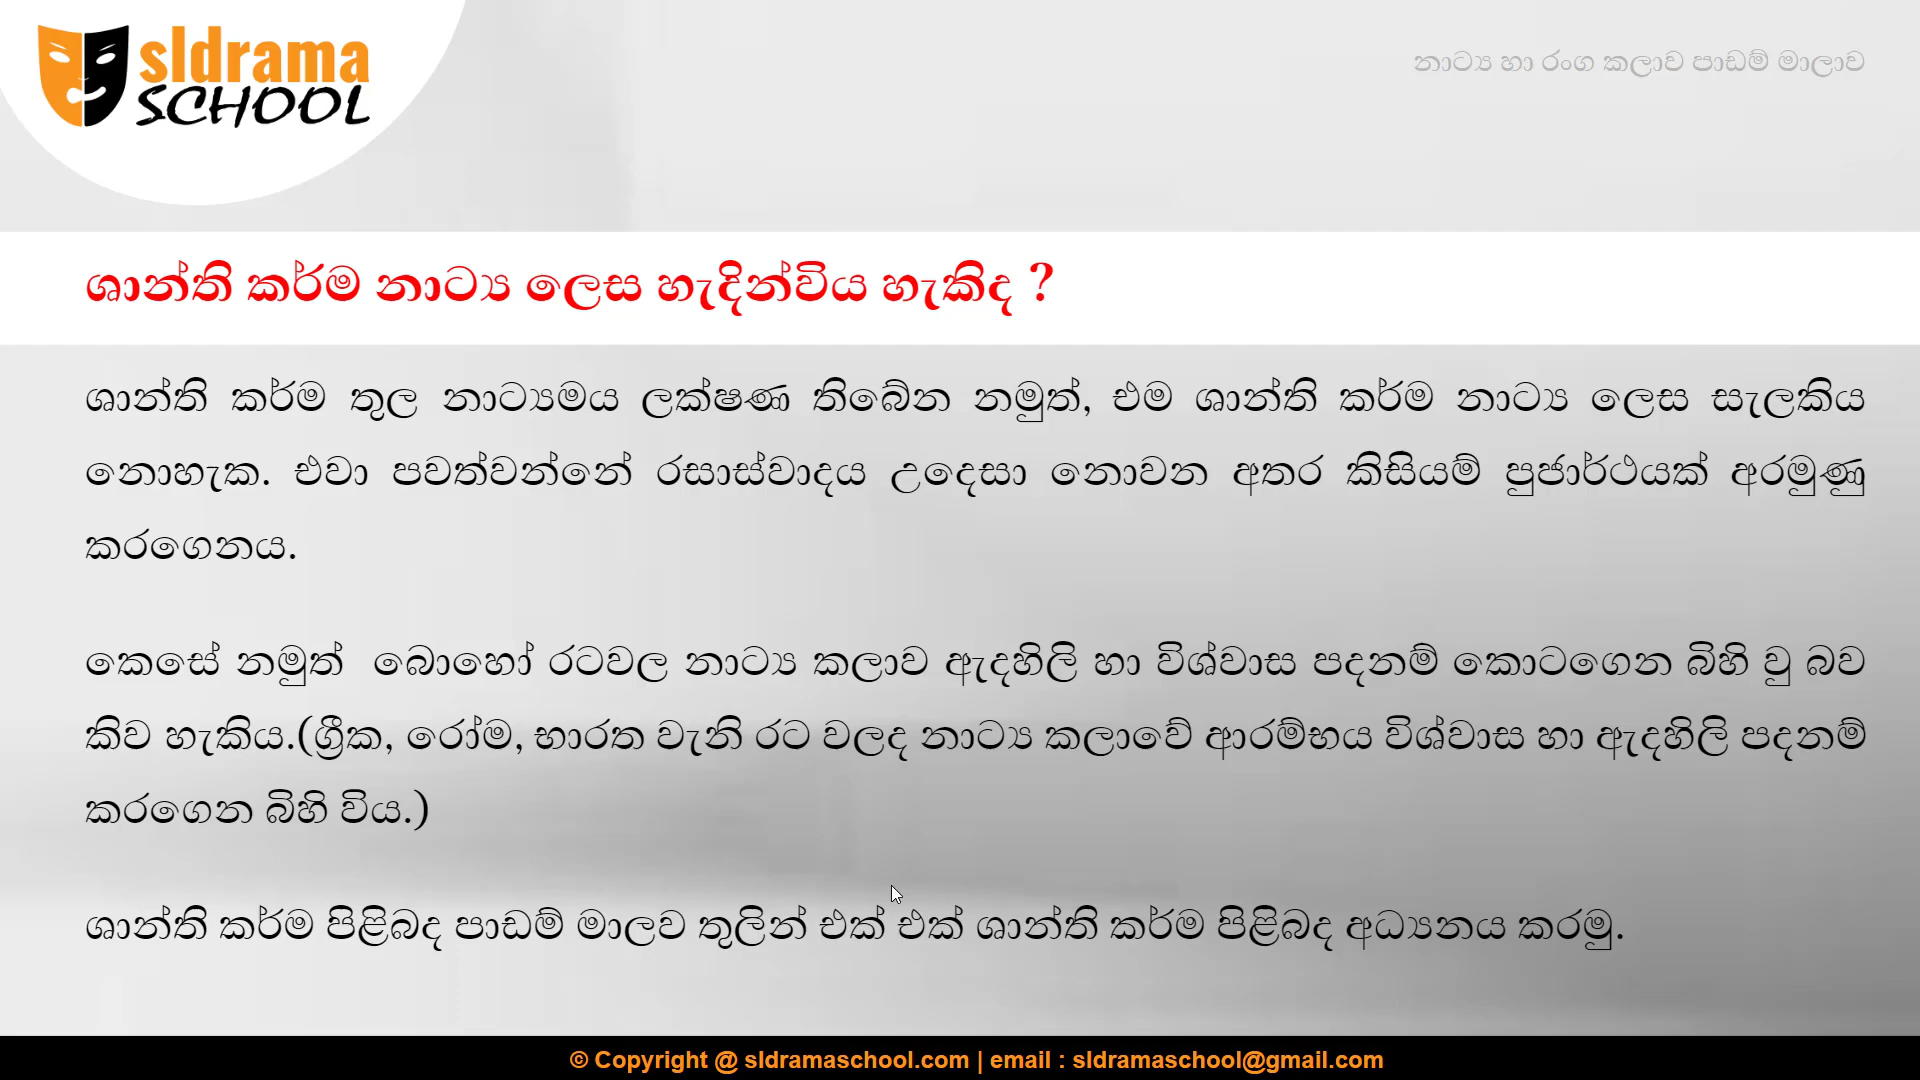 sldrama
SCHOOL
නාට්‍ය හා රංග කලාව පාඩම් මාලාව
ශාන්ති කර්ම නාට්‍ය ලෙස හැදින්විය හැකිද ?
ශාන්ති කර්ම තුල නාට්‍යමය ලක්ෂණ තිබේන නමුත්, එම ශාන්ති කර්ම නාට්‍ය ලෙස සැලකිය
නොහැක. එවා පවත්වන්නේ රසාස්වාදය උදෙසා නොවන අතර කිසියම් පුජාර්ථයක් අරමුණු
කරගෙනය.
කෙසේ නමුත් බොහෝ රටවල නාට්‍ය කලාව ඇදහිලි හා විශ්වාස පදනම් කොටගෙන බිහි වු බව
කිව හැකිය.(ග්‍රීක, රෝම, භාරත වැනි රට වලද නාට්‍ය කලාවේ ආරම්භය විශ්වාස හා ඇදහිලි පදනම්
කරගෙන බිහි විය.)
ශාන්ති කර්ම පිළිබද පාඩම් මාලව තුලින් එක් එක් ශාන්ති කර්ම පිළිබද අධ්‍යනය කරමු.
© Copyright @ sldramaschool.com | email : sldramaschool@gmail.com